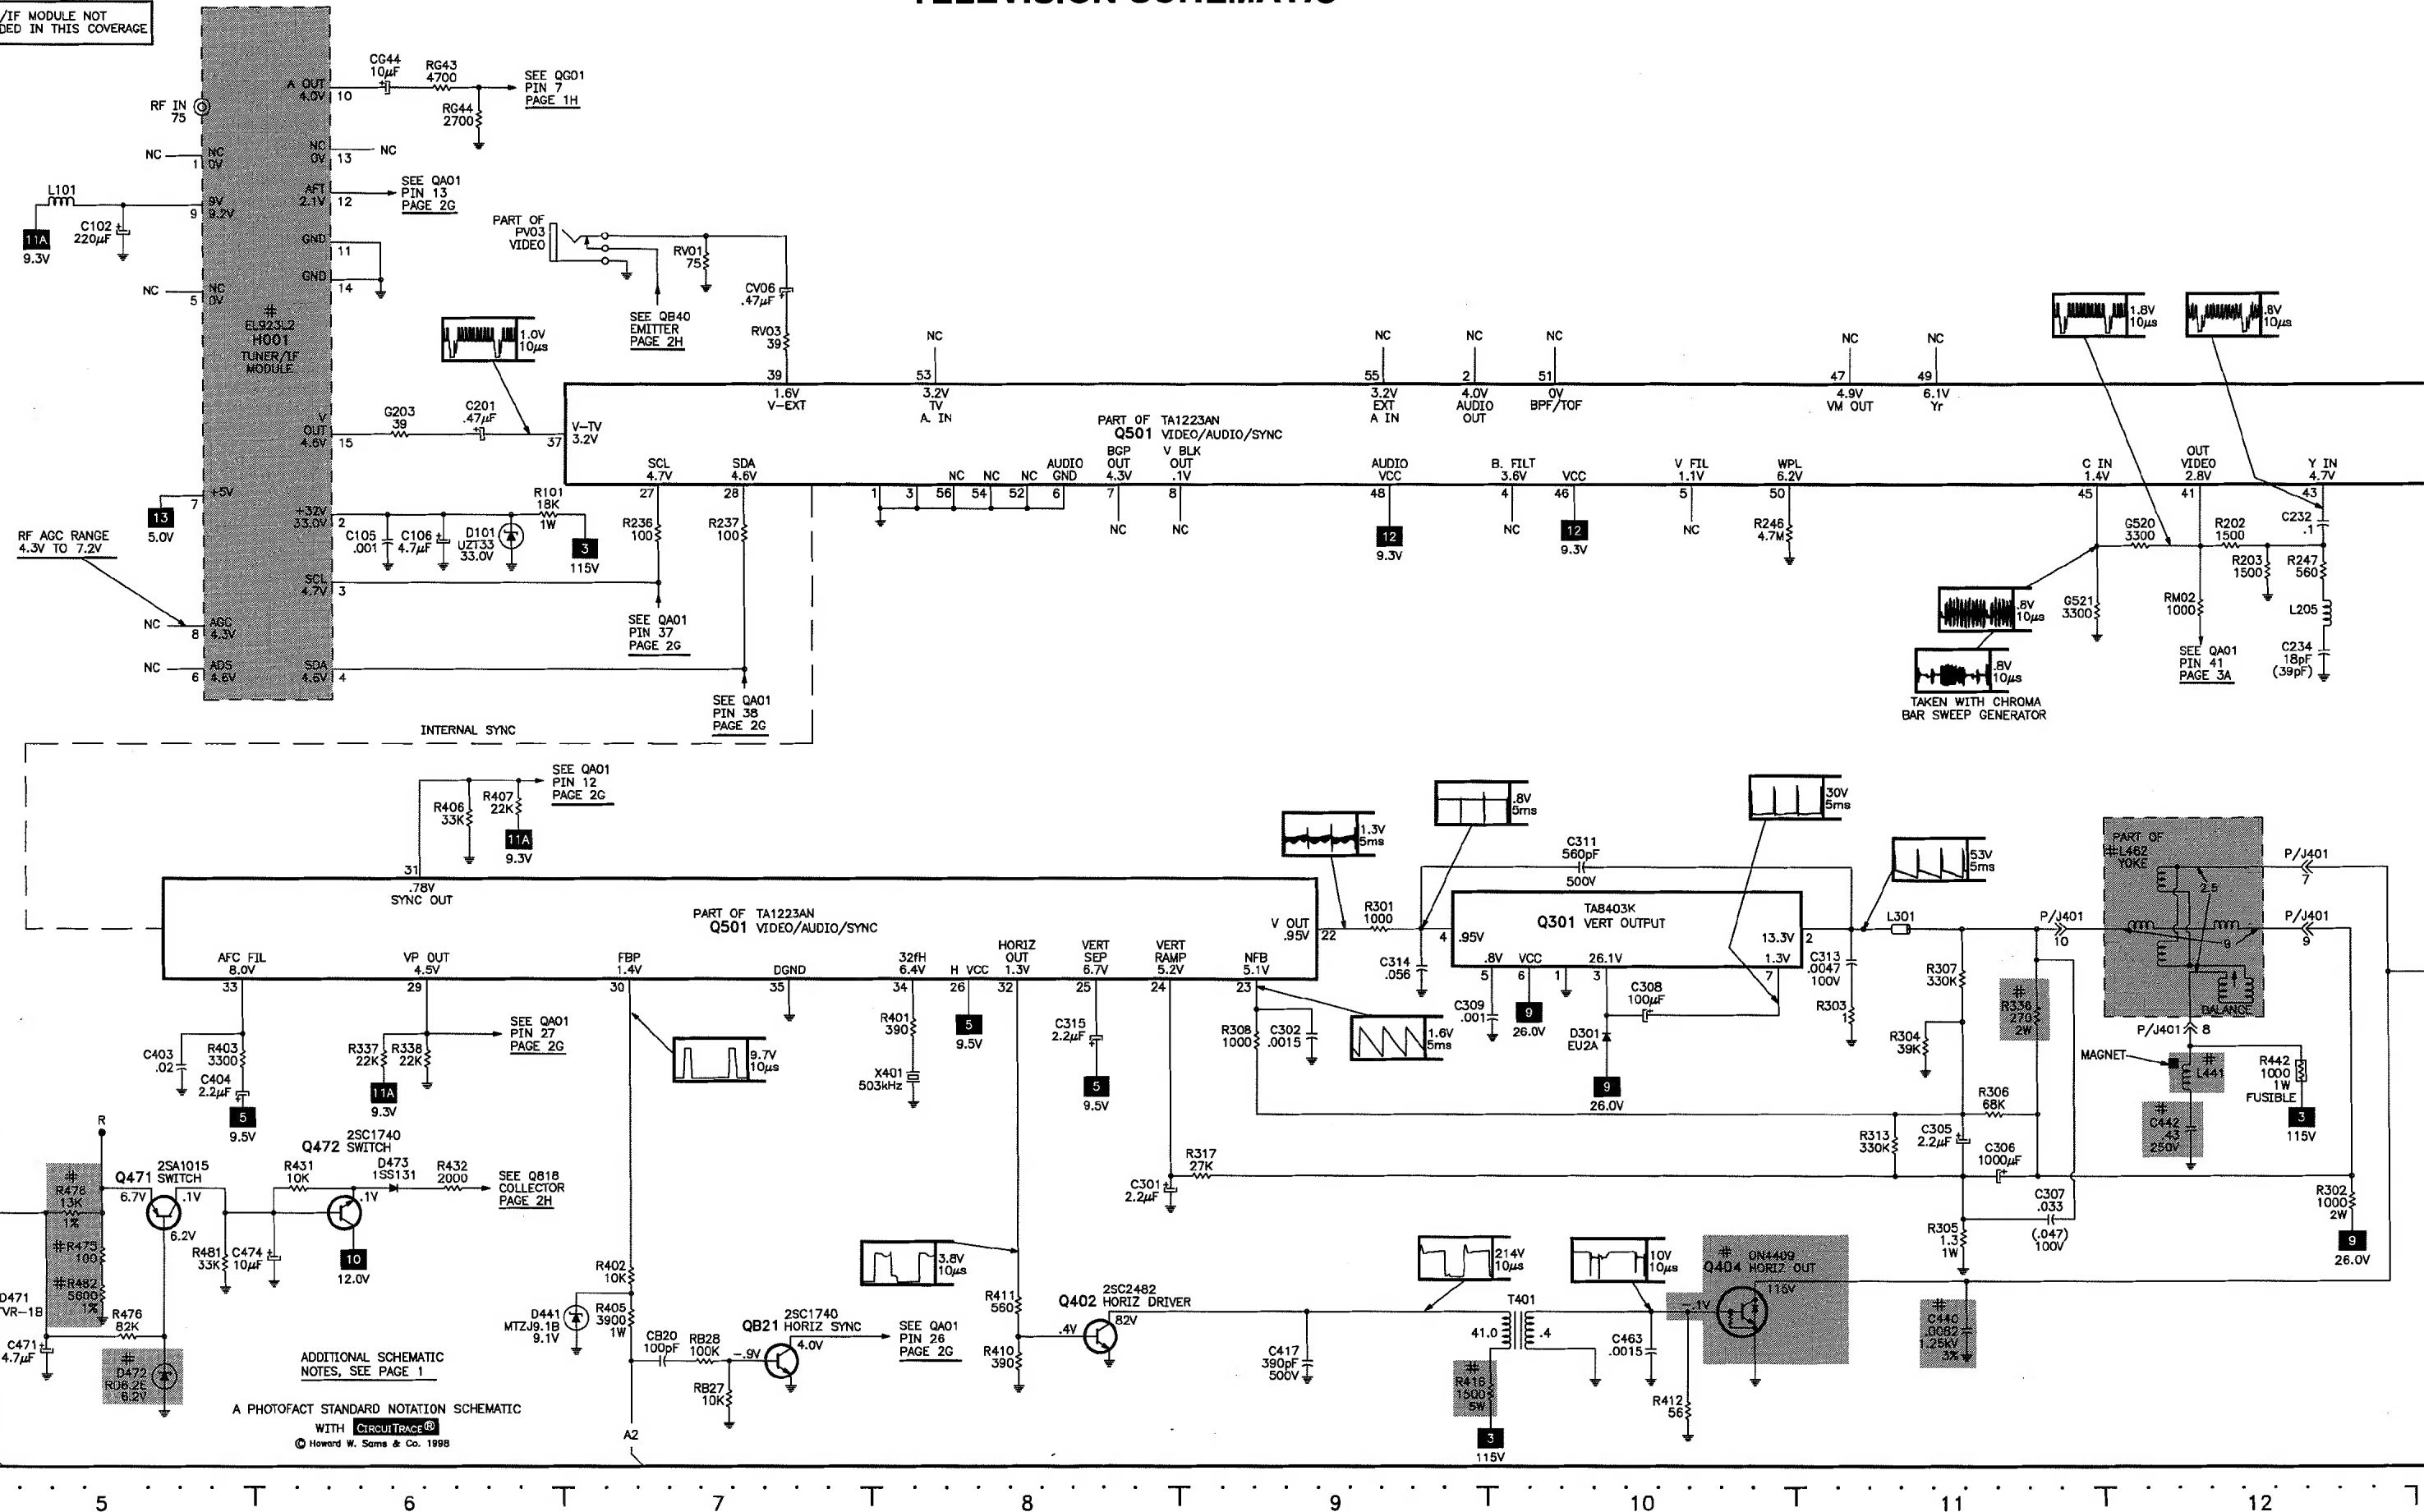 /IF MODULE NOT
DED IN THIS COVERAGE
TELEVISION SCHEMATIC
RF IN
75
A OUT
4.0V
10
CG44
10µF
RG43
4700
RG44
2700
SEE QG01
PIN 7
PAGE 1H
NC
1
NC
0V
NC
0V
13
NC
L101
11A
9.3V
C102
220µF
9
9V
9.2V
AFT
2.1V
12
SEE QA01
PIN 13
PAGE 2G
GND
11
GND
14
NC
5
NC
0V
#
EL923L2
H001
TUNER/IF
MODULE
PART OF
PV03
VIDEO
RV01
75
SEE QB40
EMITTER
PAGE 2H
CV06
.47µF
RV03
39
1.0V
10µs
V
OUT
4.6V
15
G203
39
C201
.47µF
37
V-TV
3.2V
39
1.6V
V-EXT
NC
53
3.2V
TV
A. IN
PART OF TA1223AN
Q501 VIDEO/AUDIO/SYNC
NC
55
3.2V
EXT
A IN
NC
2
4.0V
AUDIO
OUT
NC
51
0V
BPF/TOF
NC
47
4.9V
VM OUT
NC
49
6.1V
Yr
1.8V
10µs
.8V
10µs
SCL
4.7V
27
SDA
4.6V
28
1
3
NC
56
NC
54
NC
52
AUDIO
GND
6
BGP
OUT
4.3V
7
NC
V BLK
OUT
.1V
8
NC
AUDIO
VCC
48
12
9.3V
B. FILT
3.6V
4
NC
VCC
46
12
9.3V
V FIL
1.1V
5
NC
WPL
6.2V
50
R246
4.7M
C IN
1.4V
45
OUT
VIDEO
2.8V
41
Y IN
4.7V
43
+5V
7
13
5.0V
+32V
33.0V
2
C105
.001
C106
4.7µF
D101
UZT33
33.0V
R101
18K
1W
3
115V
R236
100
R237
100
RF AGC RANGE
4.3V TO 7.2V
SCL
4.7V
3
NC
8
AGC
4.3V
NC
6
ADS
4.6V
SDA
4.6V
4
SEE QA01
PIN 37
PAGE 2G
SEE QA01
PIN 38
PAGE 2G
G520
3300
R202
1500
C232
.1
R203
1500
R247
560
G521
3300
RM02
1000
L205
C234
18pF
(39pF)
SEE QA01
PIN 41
PAGE 3A
.8V
10µs
.8V
10µs
TAKEN WITH CHROMA
BAR SWEEP GENERATOR
INTERNAL SYNC
SEE QA01
PIN 12
PAGE 2G
R406
33K
R407
22K
11A
9.3V
31
.78V
SYNC OUT
PART OF TA1223AN
Q501 VIDEO/AUDIO/SYNC
V OUT
.95V
22
AFC FIL
8.0V
33
VP OUT
4.5V
29
FBP
1.4V
30
DGND
35
32fH
6.4V
34
H VCC
26
HORIZ
OUT
1.3V
32
VERT
SEP
6.7V
25
VERT
RAMP
5.2V
24
NFB
5.1V
23
1.3V
5ms
.8V
5ms
30V
5ms
53V
5ms
C311
560pF
500V
R301
1000
4
.95V
TA8403K
Q301 VERT OUTPUT
13.3V
2
.8V
5
VCC
6
1
26.1V
3
1.3V
7
C314
.056
C309
.001
9
26.0V
C308
100µF
D301
EU2A
9
26.0V
C313
.0047
100V
R303
1
L301
P/J401
10
PART OF
#L462
YOKE
2.5
9
BALANCE
P/J401
7
P/J401
9
P/J401
8
MAGNET
#
L441
#
C442
.43
250V
R442
1000
1W
FUSIBLE
3
115V
R307
330K
R304
39K
#
R336
270
2W
R306
68K
R313
330K
C305
2.2µF
C306
1000µF
C307
.033
(.047)
100V
R305
1.3
1W
R302
1000
2W
9
26.0V
C403
.02
R403
3300
C404
2.2µF
5
9.5V
R337
22K
R338
22K
11A
9.3V
SEE QA01
PIN 27
PAGE 2G
9.7V
10µs
R401
390
X401
503kHz
5
9.5V
C315
2.2µF
5
9.5V
R308
1000
C302
.0015
1.6V
5ms
R317
27K
C301
2.2µF
R
#
R478
13K
1%
Q471
2SA1015
SWITCH
6.7V
.1V
6.2V
#R475
100
#R482
5600
1%
D471
TVR-1B
C471
4.7µF
R476
82K
#
D472
RD6.2E
6.2V
R481
33K
C474
10µF
R431
10K
Q472
2SC1740
SWITCH
.1V
10
12.0V
D473
1SS131
R432
2000
SEE Q818
COLLECTOR
PAGE 2H
R402
10K
D441
MTZJ9.1B
9.1V
R405
3900
1W
CB20
100pF
RB28
100K
RB27
10K
QB21
2SC1740
HORIZ SYNC
-.9V
4.0V
SEE QA01
PIN 26
PAGE 2G
3.8V
10µs
R411
560
R410
390
Q402
2SC2482
HORIZ DRIVER
.4V
82V
214V
10µs
C417
390pF
500V
T401
41.0
.4
#
R416
1500
5W
3
115V
10V
10µs
C463
.0015
R412
56
-.1V
#
ON4409
Q404 HORIZ OUT
115V
#
C440
.0082
1.25kV
3%
ADDITIONAL SCHEMATIC
NOTES, SEE PAGE 1
A PHOTOFACT STANDARD NOTATION SCHEMATIC
WITH CIRCUITRACE®
© Howard W. Sams & Co. 1998
A2
5
6
7
8
9
10
11
12